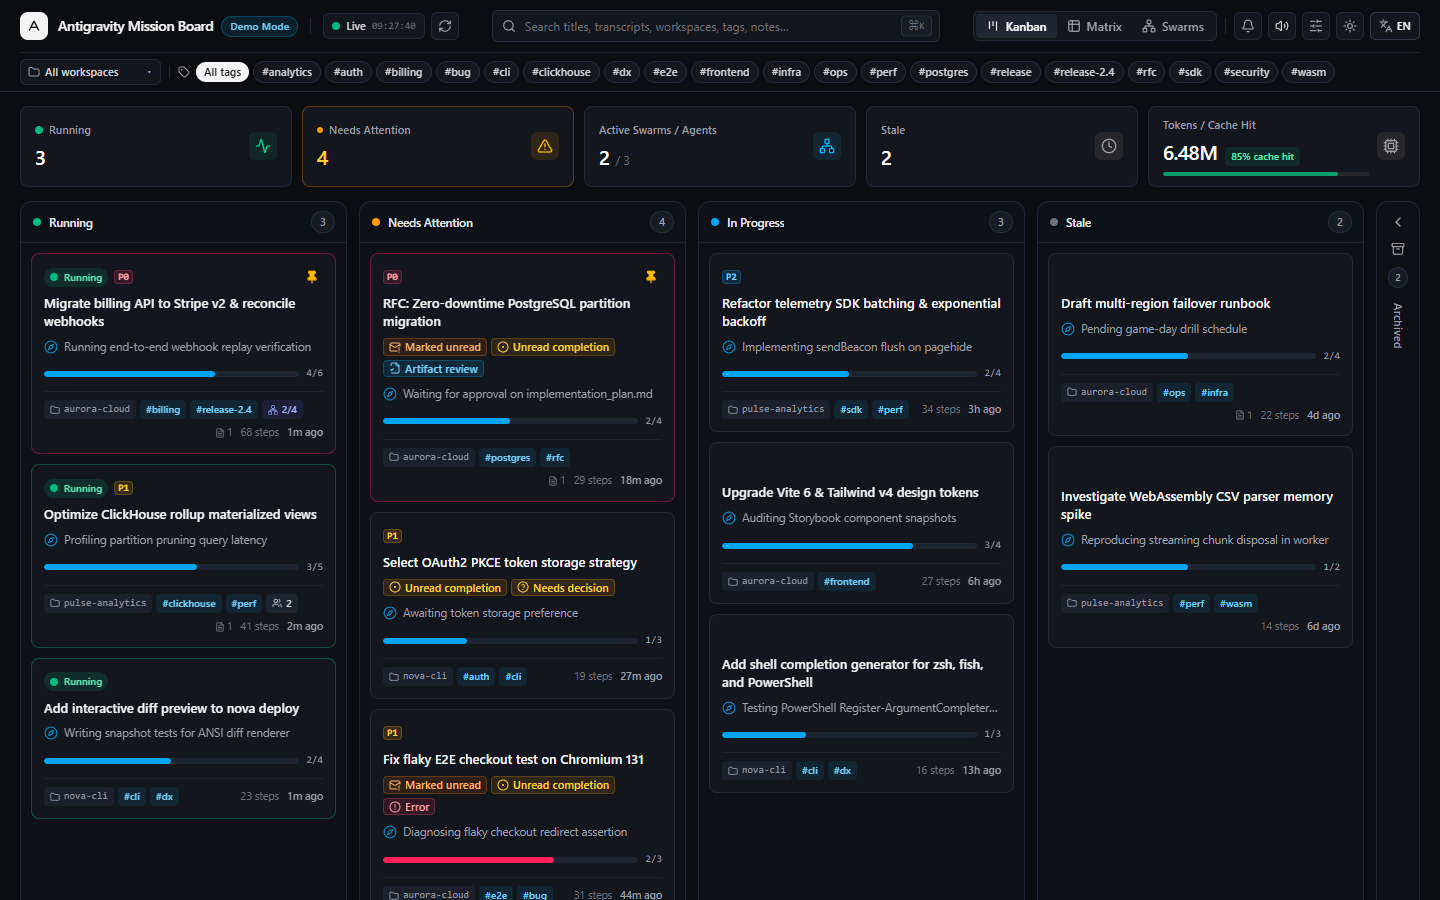 A Antigravity Mission Board Demo Mode Live 09:27:40 Search titles, transcripts, workspaces, tags, notes... ⌘K Kanban Matrix Swarms EN
All workspaces All tags #analytics #auth #billing #bug #cli #clickhouse #dx #e2e #frontend #infra #ops #perf #postgres #release #release-2.4 #rfc #sdk #security #wasm
Running
3
Needs Attention
4
Active Swarms / Agents
2 / 3
Stale
2
Tokens / Cache Hit
6.48M 85% cache hit
Running 3
Running P0
Migrate billing API to Stripe v2 & reconcile
webhooks
Running end-to-end webhook replay verification
4/6
aurora-cloud #billing #release-2.4 2/4
1 68 steps 1m ago
Running P1
Optimize ClickHouse rollup materialized views
Profiling partition pruning query latency
3/5
pulse-analytics #clickhouse #perf 2
1 41 steps 2m ago
Running
Add interactive diff preview to nova deploy
Writing snapshot tests for ANSI diff renderer
2/4
nova-cli #cli #dx 23 steps 1m ago
Needs Attention 4
P0
RFC: Zero-downtime PostgreSQL partition
migration
Marked unread Unread completion
Artifact review
Waiting for approval on implementation_plan.md
2/4
aurora-cloud #postgres #rfc
1 29 steps 18m ago
P1
Select OAuth2 PKCE token storage strategy
Unread completion Needs decision
Awaiting token storage preference
1/3
nova-cli #auth #cli 19 steps 27m ago
P1
Fix flaky E2E checkout test on Chromium 131
Marked unread Unread completion
Error
Diagnosing flaky checkout redirect assertion
2/3
aurora-cloud #e2e #bug 31 steps 44m ago
In Progress 3
P2
Refactor telemetry SDK batching & exponential
backoff
Implementing sendBeacon flush on pagehide
2/4
pulse-analytics #sdk #perf 34 steps 3h ago
Upgrade Vite 6 & Tailwind v4 design tokens
Auditing Storybook component snapshots
3/4
aurora-cloud #frontend 27 steps 6h ago
Add shell completion generator for zsh, fish,
and PowerShell
Testing PowerShell Register-ArgumentCompleter...
1/3
nova-cli #cli #dx 16 steps 13h ago
Stale 2
Draft multi-region failover runbook
Pending game-day drill schedule
2/4
aurora-cloud #ops #infra
1 22 steps 4d ago
Investigate WebAssembly CSV parser memory
spike
Reproducing streaming chunk disposal in worker
1/2
pulse-analytics #perf #wasm
14 steps 6d ago
2
Archived